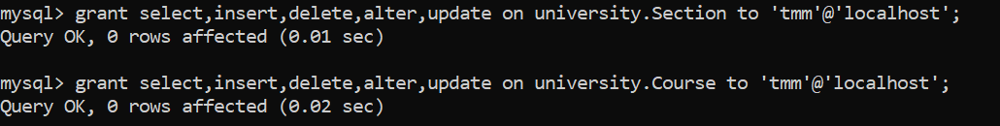 mysql> grant select,insert,delete,alter,update on university.Section to 'tmm'@'localhost';
Query OK, 0 rows affected (0.01 sec)
mysql> grant select,insert,delete,alter,update on university.Course to 'tmm'@'localhost';
Query OK, 0 rows affected (0.02 sec)